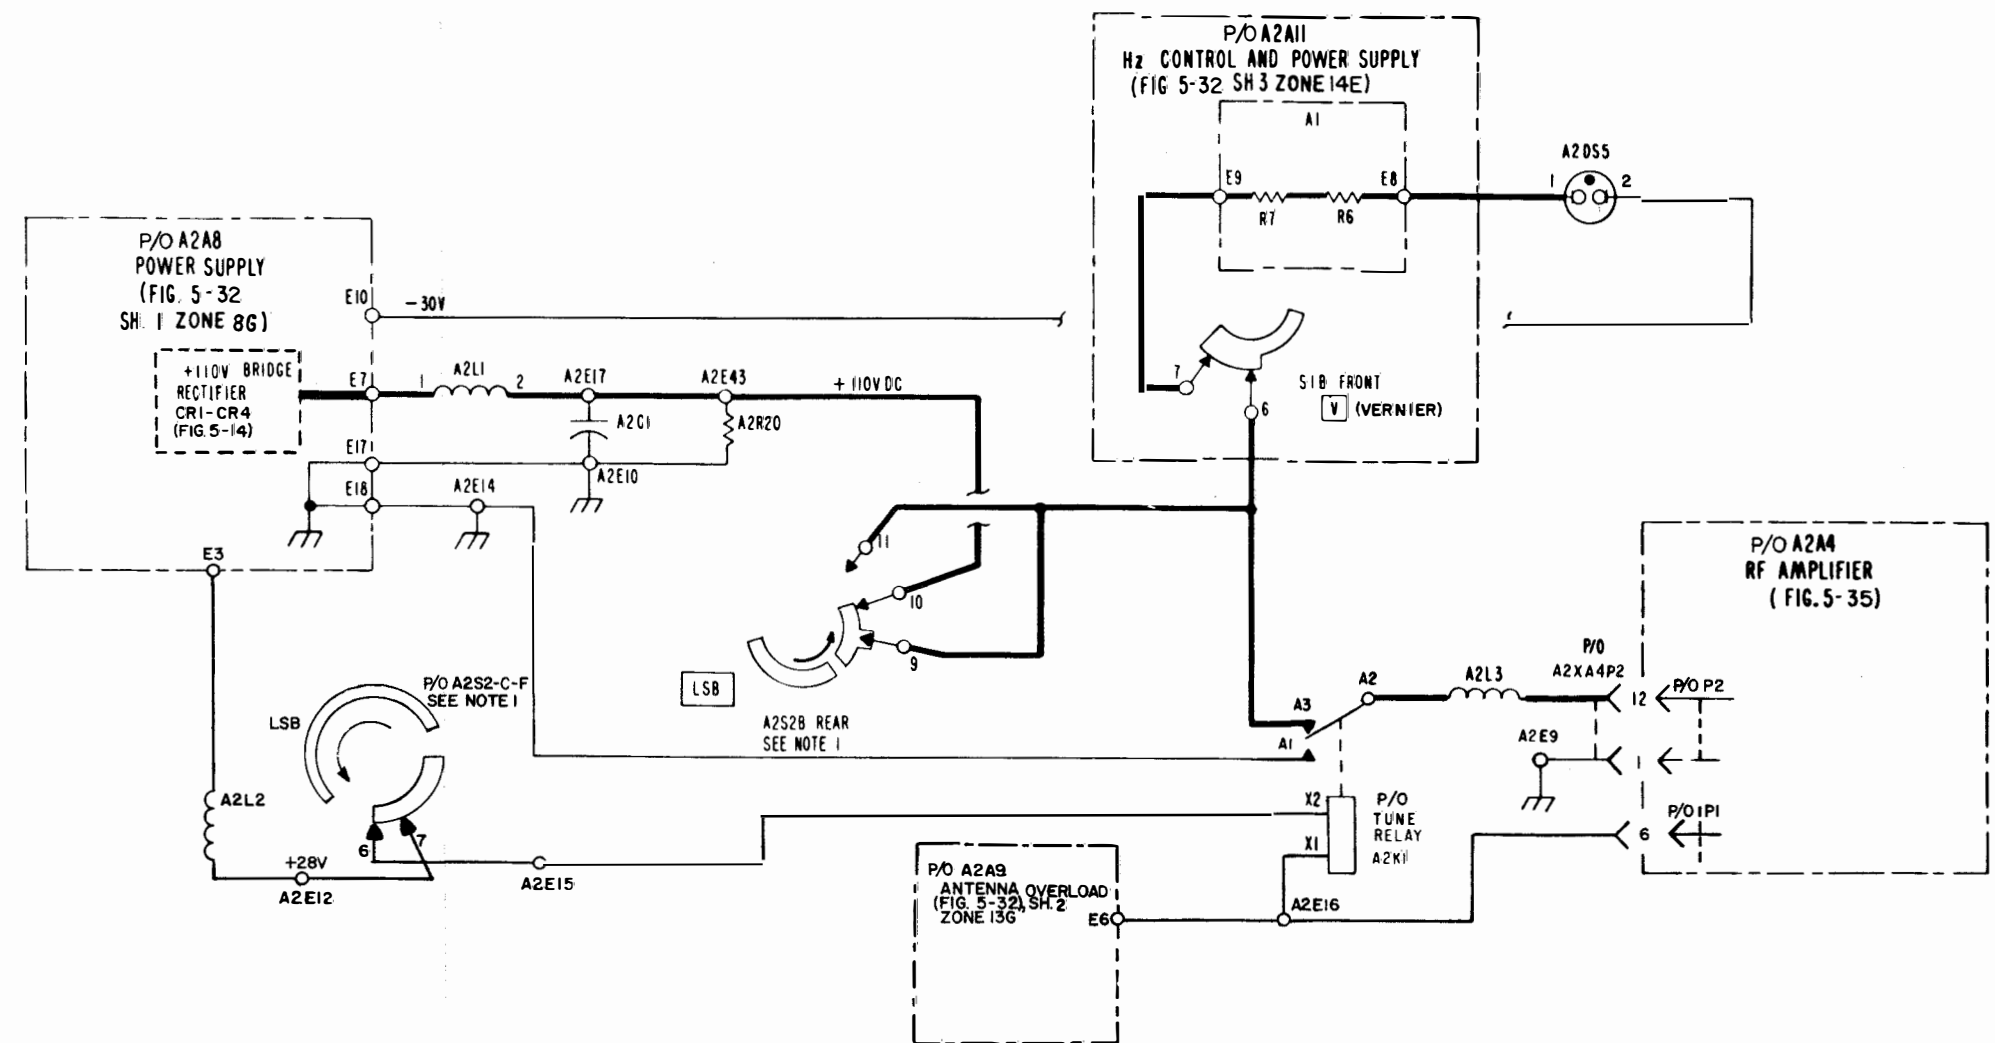 P/O A2A11
Hz CONTROL AND POWER SUPPLY
(FIG 5-32 SH 3 ZONE 14E)
A1
E9
E8
R7
R6
A2DS5
1
2
7
6
S1B FRONT
V (VERNIER)
P/O A2A8
POWER SUPPLY
(FIG. 5-32
SH. 1 ZONE 8G)
E10
-30V
+110V BRIDGE
RECTIFIER
CR1-CR4
(FIG. 5-14)
E7
1
A2L1
2
A2E17
A2E43
+110VDC
A2C1
A2R20
E17
A2E10
E18
A2E14
E3
11
10
9
LSB
A2S2B REAR
SEE NOTE 1
P/O A2S2-C-F
SEE NOTE 1
LSB
A2L2
6
7
+28V
A2E12
A2E15
P/O A2A4
RF AMPLIFIER
(FIG. 5-35)
P/O
A2XA4P2
A2
A2L3
A3
A1
12
P/O P2
A2E9
1
P/O 1P1
6
X2
X1
P/O
TUNE
RELAY
A2K1
P/O A2A9
ANTENNA OVERLOAD
(FIG. 5-32), SH. 2
ZONE 13G
E6
A2E16